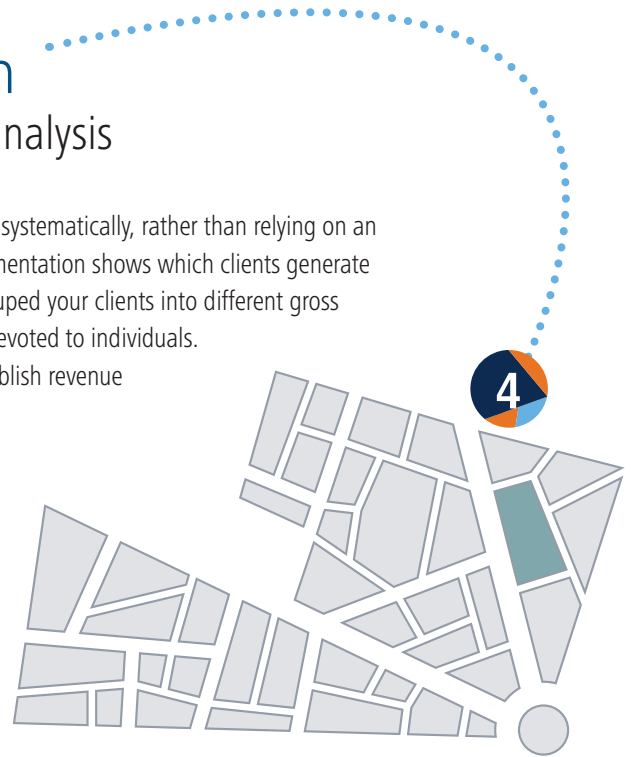 n
nalysis
systematically, rather than relying on an
mentation shows which clients generate
uped your clients into different gross
evoted to individuals.
blish revenue
4